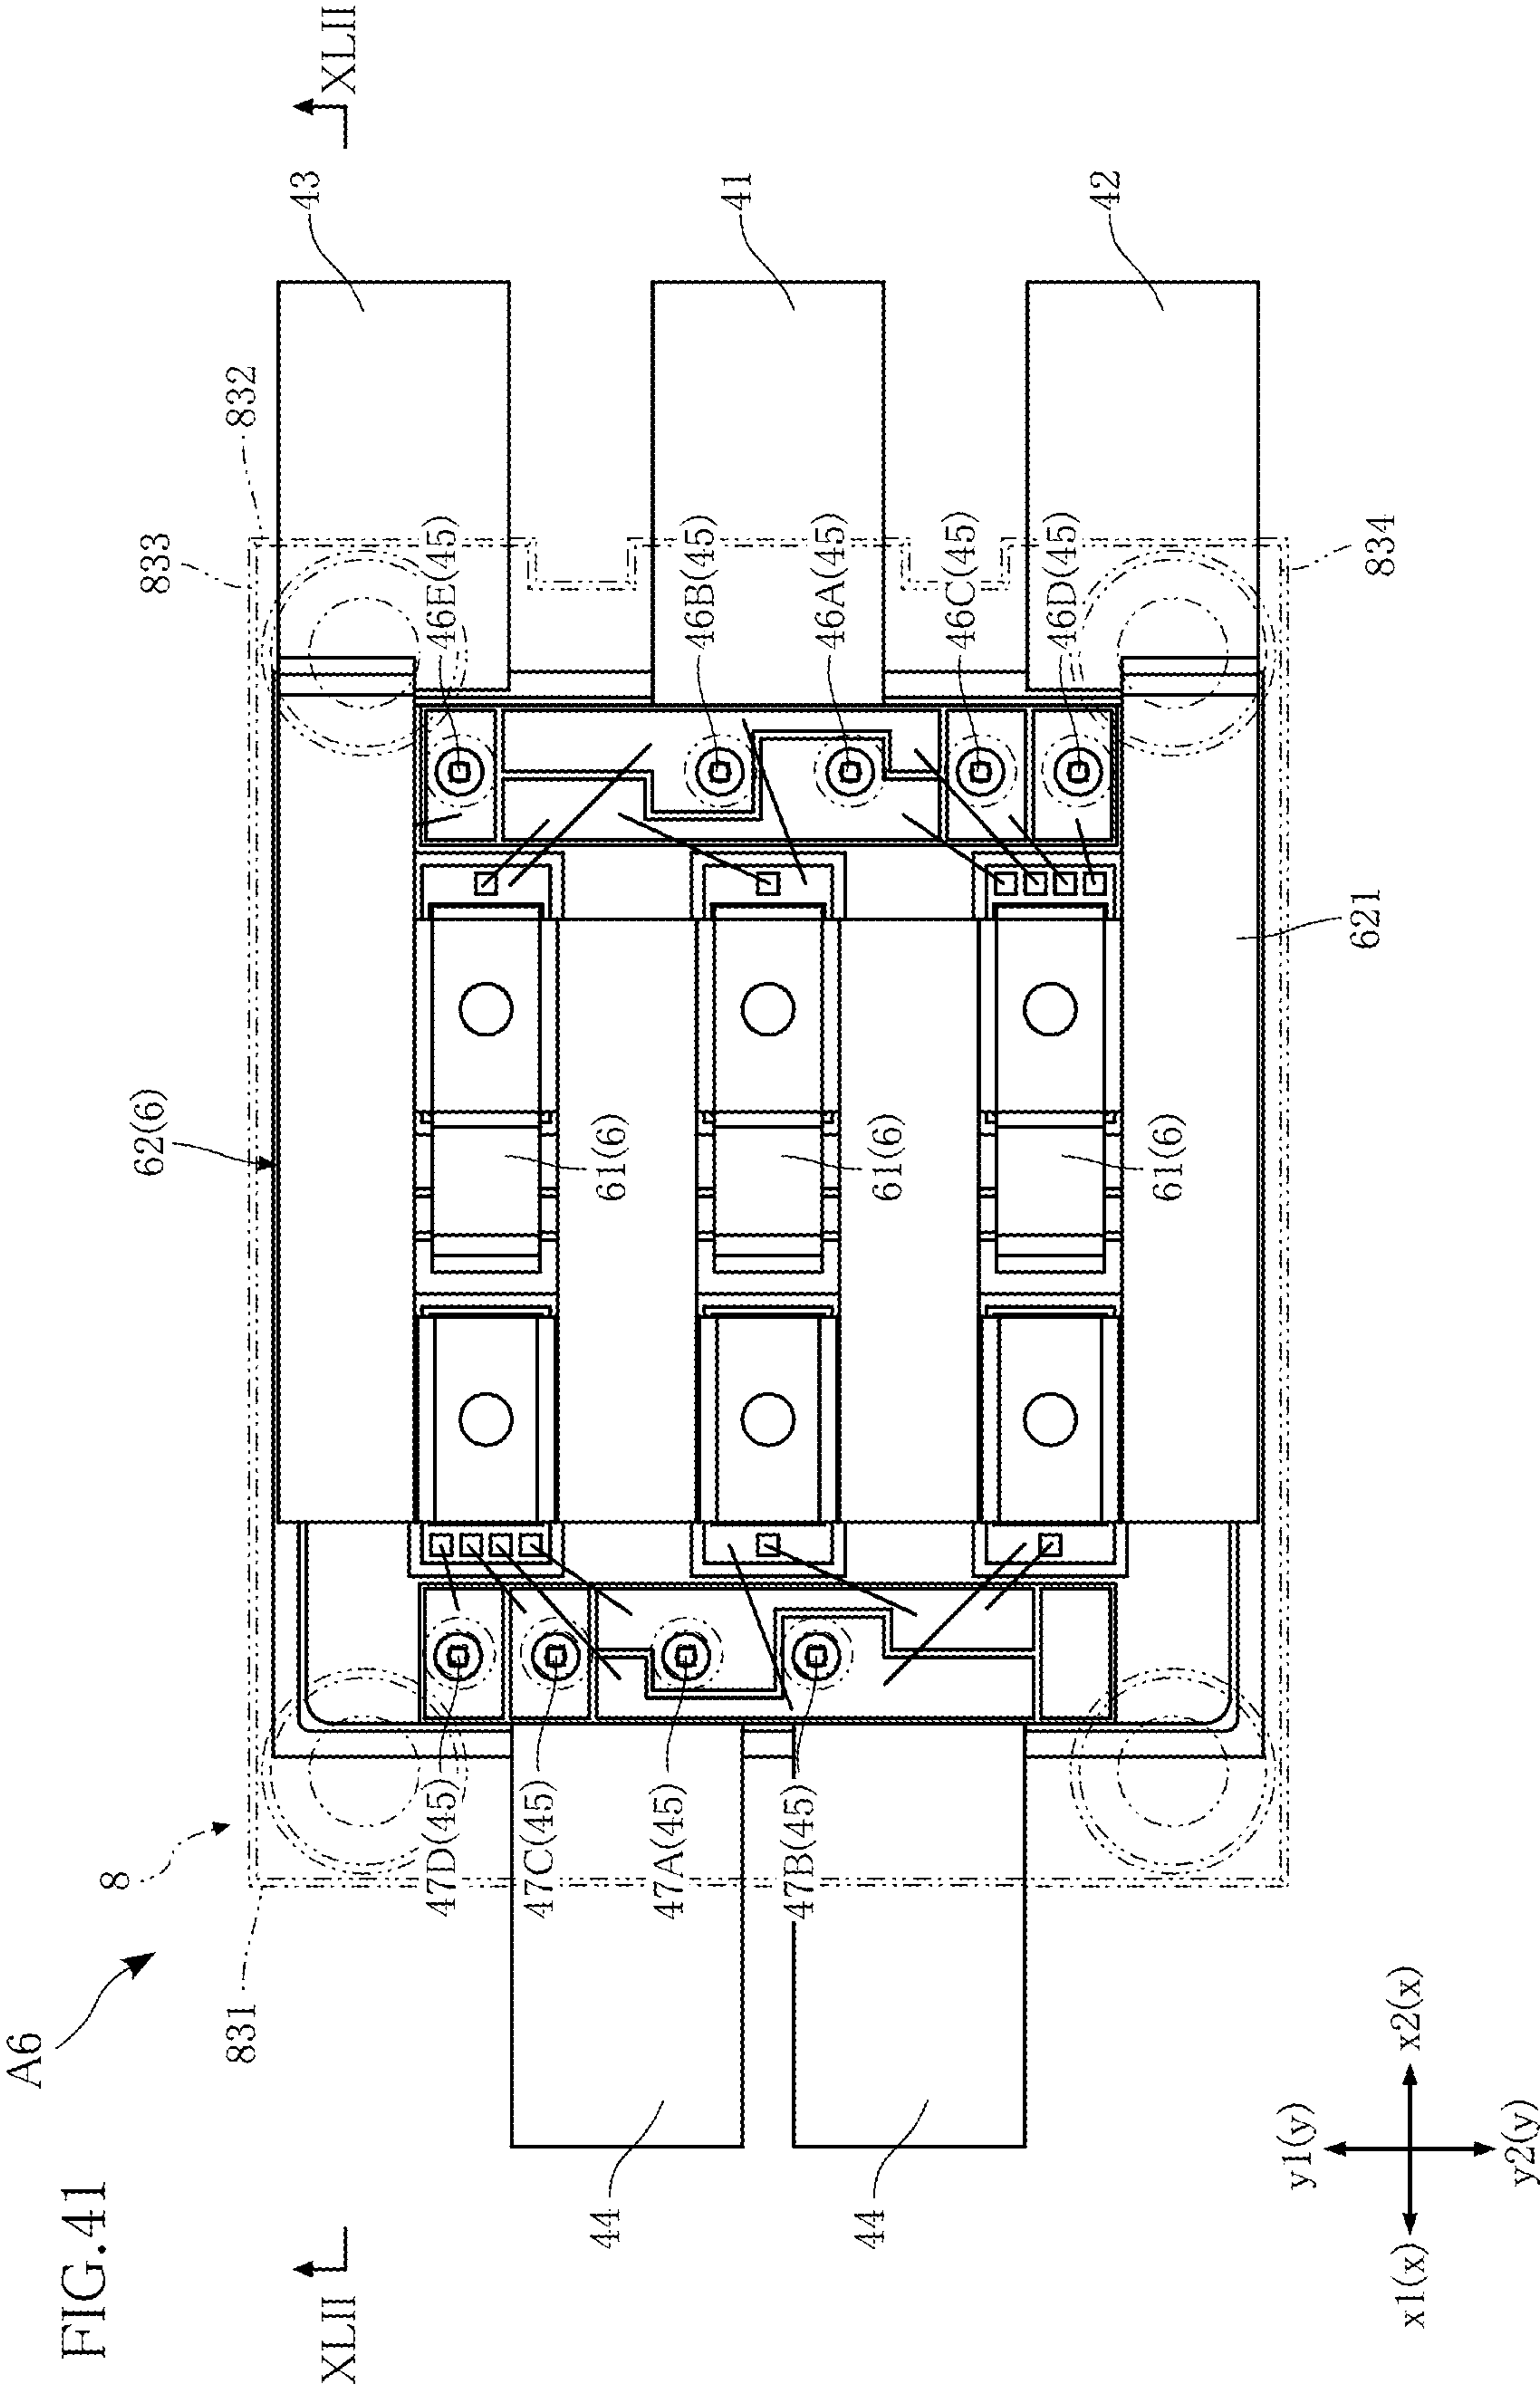 FIG.41
A6
8
831
62(6)
833
832
43
XLII
XLII
44
44
47D(45)
47C(45)
47A(45)
47B(45)
61(6)
61(6)
61(6)
46E(45)
46B(45)
46A(45)
46C(45)
46D(45)
41
42
621
834
y1(y)
x1(x)
x2(x)
y2(y)